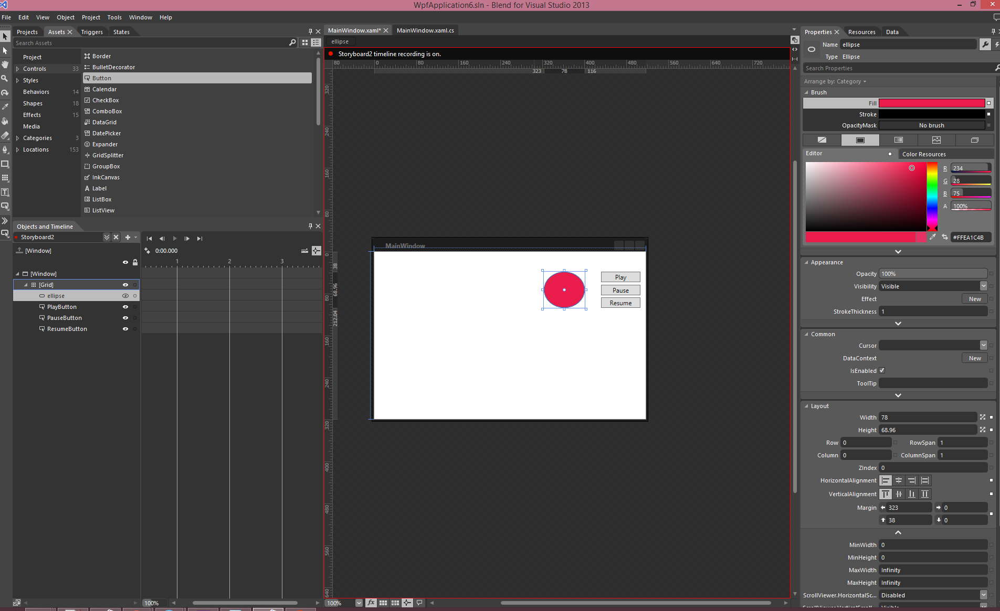 WpfApplication6.sln - Blend for Visual Studio 2013
File Edit View Object Project Tools Window Help
Projects Assets Triggers States
Search Assets
Project
Controls 33
Styles
Behaviors 14
Shapes 18
Effects 15
Media
Categories 3
Locations 153
Border
BulletDecorator
Button
Calendar
CheckBox
ComboBox
DataGrid
DatePicker
Expander
GridSplitter
GroupBox
InkCanvas
Label
ListBox
ListView
Objects and Timeline
Storyboard2
[Window]
0:00.000
1 2 3
[Window]
[Grid]
ellipse
PlayButton
PauseButton
ResumeButton
100%
MainWindow.xaml* MainWindow.xaml.cs
ellipse
Storyboard2 timeline recording is on.
80 0 80 160 240 320 400 480 560 640 720
323 78 116
320
240
160
80
0
38
68.96
80
212.04
160
240
320
400
480
560
640
MainWindow
Play
Pause
Resume
100%
fx
Properties Resources Data
Name ellipse
Type Ellipse
Search Properties
Arrange by: Category
Brush
Fill
Stroke
OpacityMask No brush
Editor Color Resources
R 234
G 28
B 75
A 100%
#FFEA1C4B
Appearance
Opacity 100%
Visibility Visible
Effect New
StrokeThickness 1
Common
Cursor
DataContext New
IsEnabled
ToolTip
Layout
Width 78
Height 68.96
Row 0 RowSpan 1
Column 0 ColumnSpan 1
ZIndex 0
HorizontalAlignment
VerticalAlignment
Margin 323 0
38 0
MinWidth 0
MinHeight 0
MaxWidth Infinity
MaxHeight Infinity
ScrollViewer.HorizontalSc... Disabled